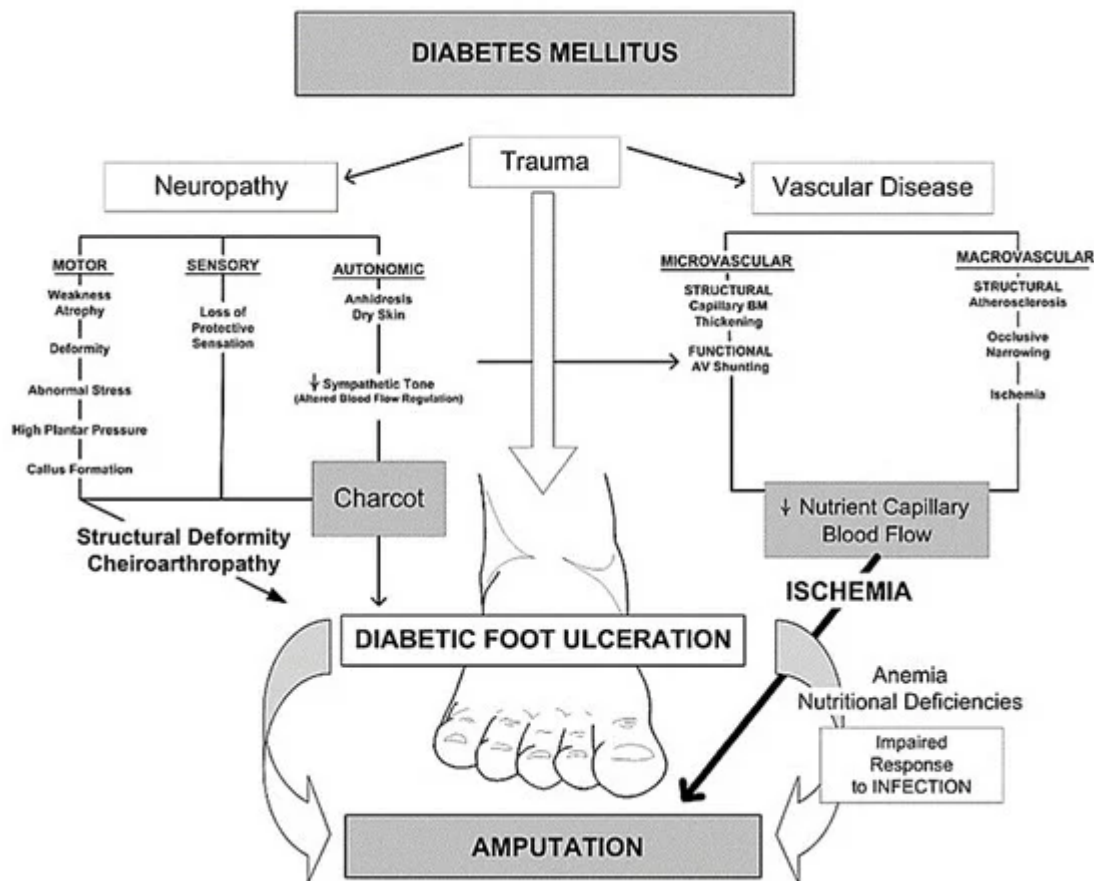 DIABETES MELLITUS
Trauma
Neuropathy
Vascular Disease
MOTOR
Weakness
Atrophy
Deformity
Abnormal Stress
High Plantar Pressure
Callus Formation
SENSORY
Loss of
Protective
Sensation
AUTONOMIC
Anhidrosis
Dry Skin
↓ Sympathetic Tone
(Altered Blood Flow Regulation)
MICROVASCULAR
STRUCTURAL
Capillary BM
Thickening
FUNCTIONAL
AV Shunting
MACROVASCULAR
STRUCTURAL
Atherosclerosis
Occlusive
Narrowing
Ischemia
Charcot
↓ Nutrient Capillary
Blood Flow
Structural Deformity
Cheiroarthropathy
ISCHEMIA
DIABETIC FOOT ULCERATION
Anemia
Nutritional Deficiencies
Impaired
Response
to INFECTION
AMPUTATION